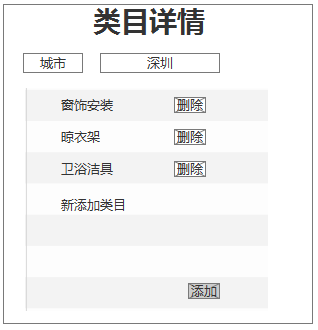 类目详情
城市 深圳
窗饰安装 删除
晾衣架 删除
卫浴洁具 删除
新添加类目
添加